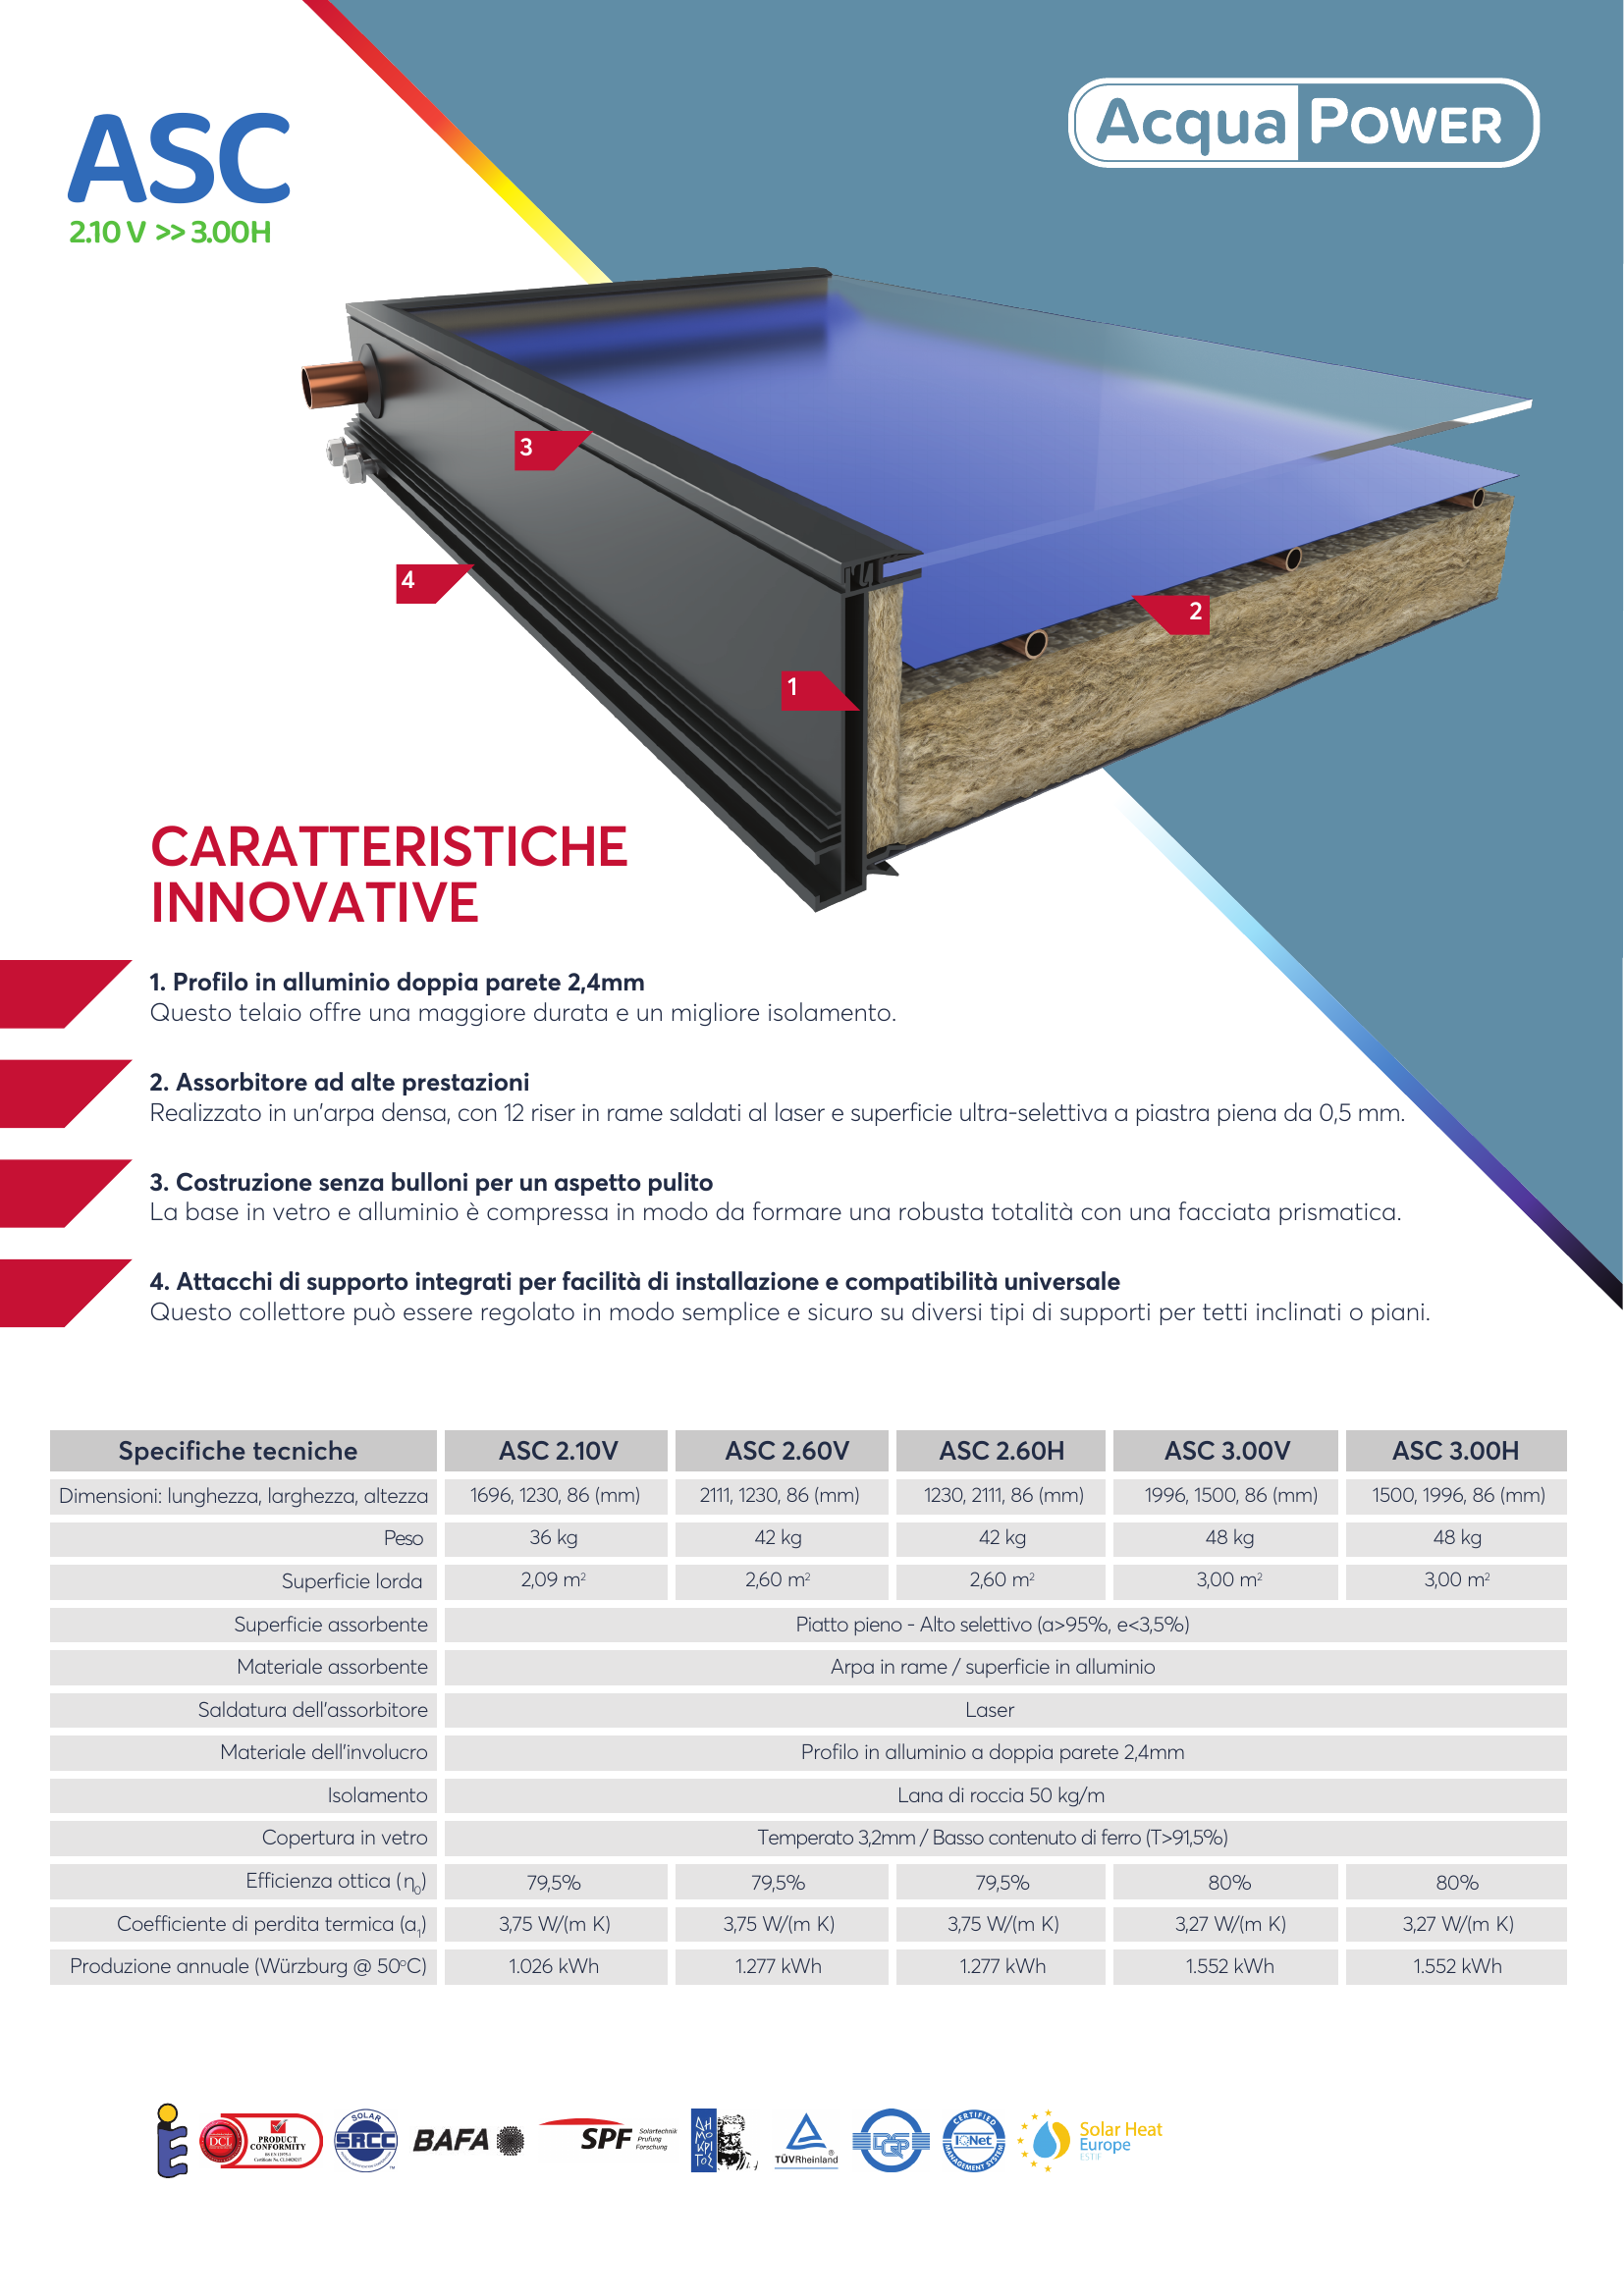 ASC
2.10 V >> 3.00H
Acqua POWER
3
4
2
1
CARATTERISTICHE
INNOVATIVE
1. Profilo in alluminio doppia parete 2,4mm
Questo telaio offre una maggiore durata e un migliore isolamento.
2. Assorbitore ad alte prestazioni
Realizzato in un'arpa densa, con 12 riser in rame saldati al laser e superficie ultra-selettiva a piastra piena da 0,5 mm.
3. Costruzione senza bulloni per un aspetto pulito
La base in vetro e alluminio è compressa in modo da formare una robusta totalità con una facciata prismatica.
4. Attacchi di supporto integrati per facilità di installazione e compatibilità universale
Questo collettore può essere regolato in modo semplice e sicuro su diversi tipi di supporti per tetti inclinati o piani.
Specifiche tecniche ASC 2.10V ASC 2.60V ASC 2.60H ASC 3.00V ASC 3.00H
Dimensioni: lunghezza, larghezza, altezza 1696, 1230, 86 (mm) 2111, 1230, 86 (mm) 1230, 2111, 86 (mm) 1996, 1500, 86 (mm) 1500, 1996, 86 (mm)
Peso 36 kg 42 kg 42 kg 48 kg 48 kg
Superficie lorda 2,09 m² 2,60 m² 2,60 m² 3,00 m² 3,00 m²
Superficie assorbente Piatto pieno - Alto selettivo (a>95%, e<3,5%)
Materiale assorbente Arpa in rame / superficie in alluminio
Saldatura dell'assorbitore Laser
Materiale dell'involucro Profilo in alluminio a doppia parete 2,4mm
Isolamento Lana di roccia 50 kg/m
Copertura in vetro Temperato 3,2mm / Basso contenuto di ferro (T>91,5%)
Efficienza ottica (η₀) 79,5% 79,5% 79,5% 80% 80%
Coefficiente di perdita termica (a₁) 3,75 W/(m K) 3,75 W/(m K) 3,75 W/(m K) 3,27 W/(m K) 3,27 W/(m K)
Produzione annuale (Würzburg @ 50°C) 1.026 kWh 1.277 kWh 1.277 kWh 1.552 kWh 1.552 kWh
DCL
PRODUCT
CONFORMITY
SOLAR
SRCC
BAFA
SPF
Solartechnik
Prüfung
Forschung
ΔΗ
ΜΟ
ΚΡΙ
ΤΟΣ
TÜVRheinland
DQS
CERTIFIED
IQNet
MANAGEMENT SYSTEM
Solar Heat
Europe
ESTIF